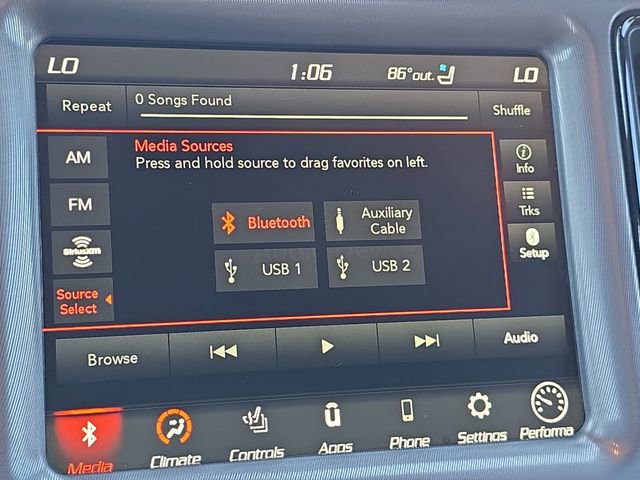 LO 1:06 86°out. LO
Repeat 0 Songs Found Shuffle
Media Sources
Press and hold source to drag favorites on left.
AM
FM
SiriusXM
Source
Select
Bluetooth
Auxiliary
Cable
USB 1
USB 2
Info
Trks
Setup
Browse
Audio
Media Climate Controls Apps Phone Settings Performa